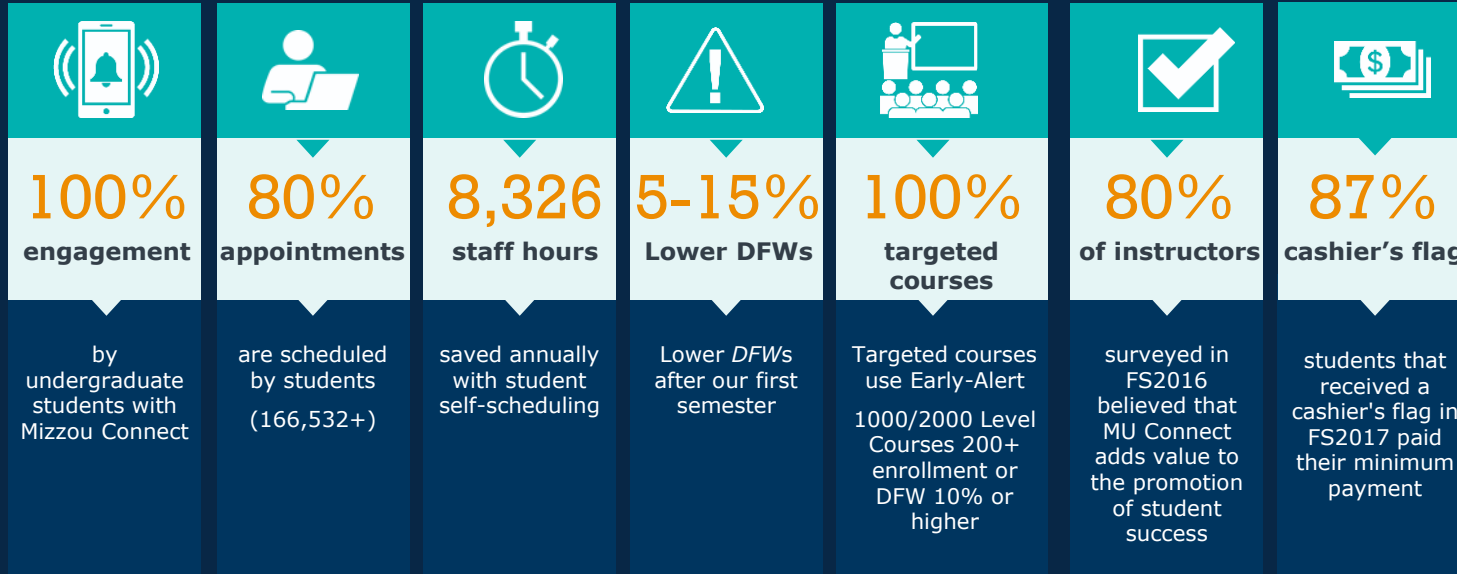 100%
engagement
by
undergraduate
students with
Mizzou Connect
80%
appointments
are scheduled
by students
(166,532+)
8,326
staff hours
saved annually
with student
self-scheduling
5-15%
Lower DFWs
Lower DFWs
after our first
semester
100%
targeted
courses
Targeted courses
use Early-Alert
1000/2000 Level
Courses 200+
enrollment or
DFW 10% or
higher
80%
of instructors
surveyed in
FS2016
believed that
MU Connect
adds value to
the promotion
of student
success
87%
cashier's flag
students that
received a
cashier's flag in
FS2017 paid
their minimum
payment